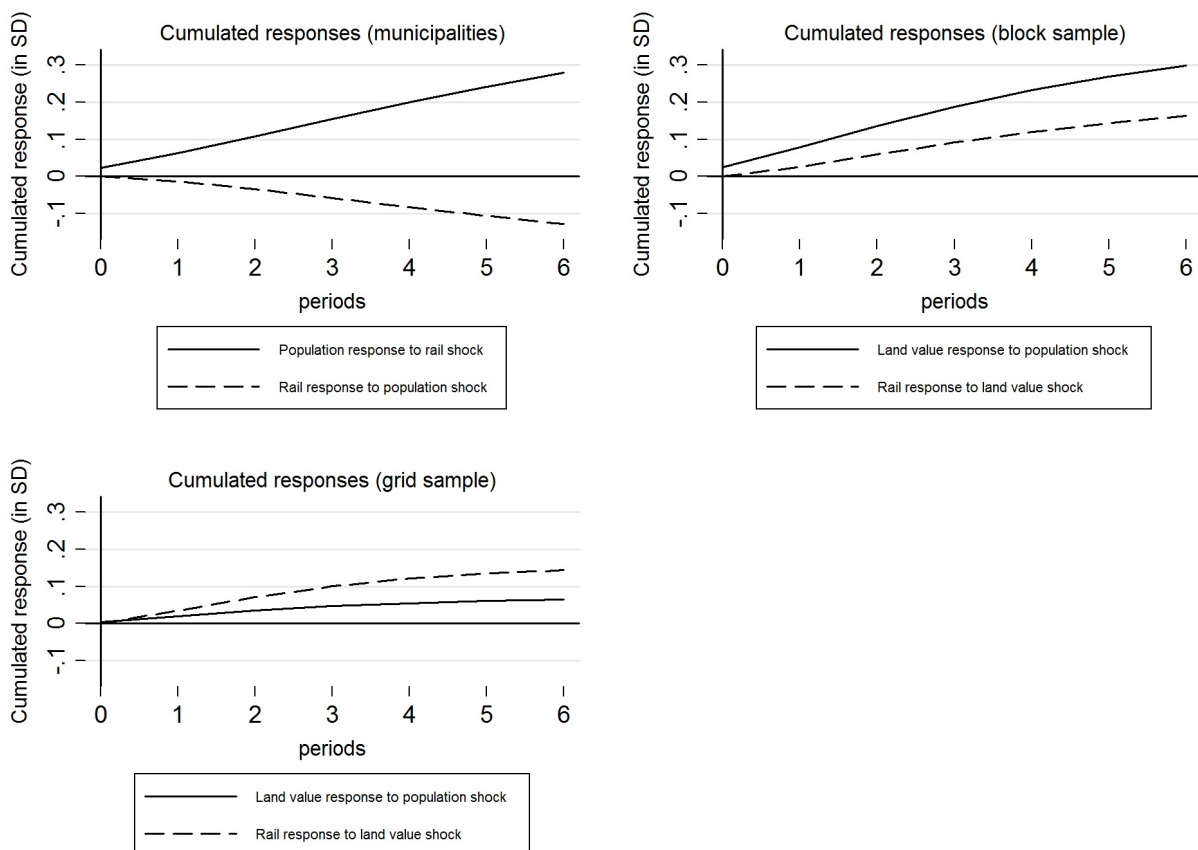 Cumulated responses (municipalities)
Cumulated response (in SD)
.3
.2
.1
0
-.1
0 1 2 3 4 5 6
periods
Population response to rail shock
Rail response to population shock
Cumulated responses (block sample)
Cumulated response (in SD)
.3
.2
.1
0
-.1
0 1 2 3 4 5 6
periods
Land value response to population shock
Rail response to land value shock
Cumulated responses (grid sample)
Cumulated response (in SD)
.3
.2
.1
0
-.1
0 1 2 3 4 5 6
periods
Land value response to population shock
Rail response to land value shock